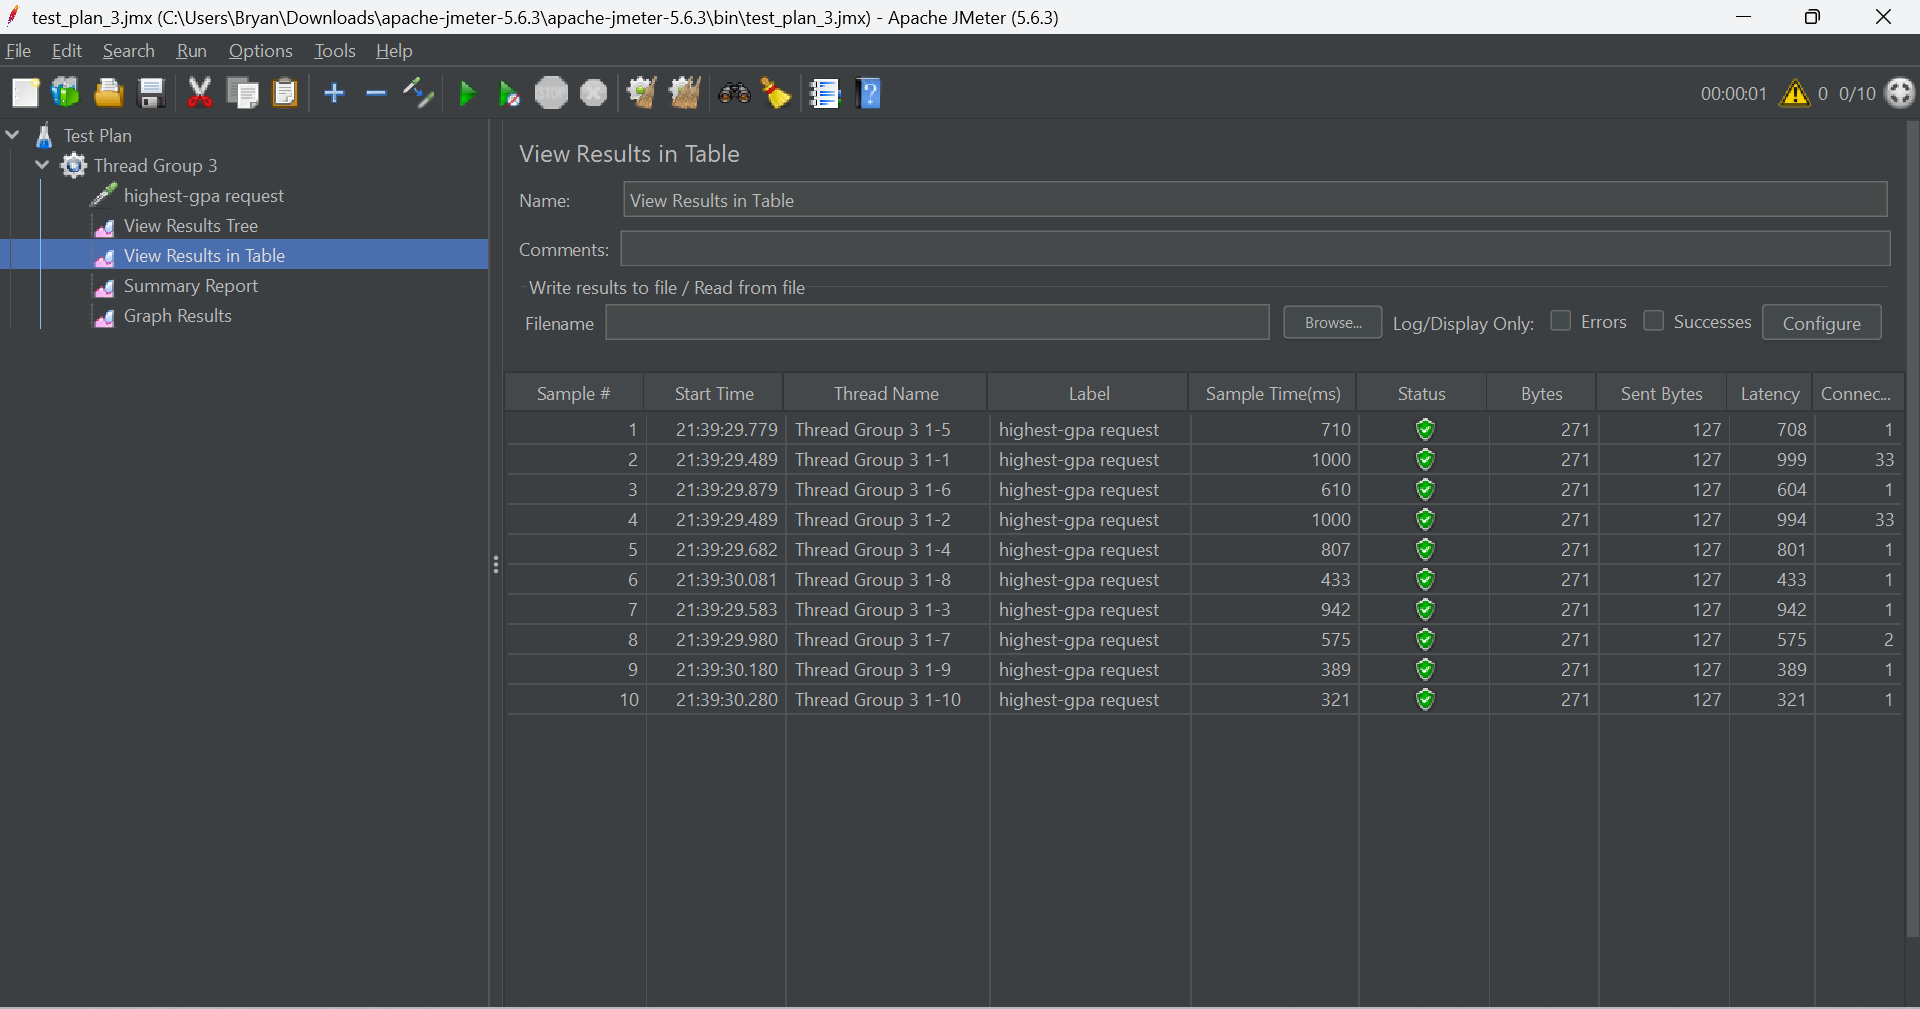 test_plan_3.jmx (C:\Users\Bryan\Downloads\apache-jmeter-5.6.3\apache-jmeter-5.6.3\bin\test_plan_3.jmx) - Apache JMeter (5.6.3)
File Edit Search Run Options Tools Help
STOP 00:00:01 0 0/10
Test Plan
Thread Group 3
highest-gpa request
View Results Tree
View Results in Table
Summary Report
Graph Results
View Results in Table
Name: View Results in Table
Comments:
Write results to file / Read from file
Filename Browse... Log/Display Only: Errors Successes Configure
Sample # Start Time Thread Name Label Sample Time(ms) Status Bytes Sent Bytes Latency Connec...
1 21:39:29.779 Thread Group 3 1-5 highest-gpa request 710 271 127 708 1
2 21:39:29.489 Thread Group 3 1-1 highest-gpa request 1000 271 127 999 33
3 21:39:29.879 Thread Group 3 1-6 highest-gpa request 610 271 127 604 1
4 21:39:29.489 Thread Group 3 1-2 highest-gpa request 1000 271 127 994 33
5 21:39:29.682 Thread Group 3 1-4 highest-gpa request 807 271 127 801 1
6 21:39:30.081 Thread Group 3 1-8 highest-gpa request 433 271 127 433 1
7 21:39:29.583 Thread Group 3 1-3 highest-gpa request 942 271 127 942 1
8 21:39:29.980 Thread Group 3 1-7 highest-gpa request 575 271 127 575 2
9 21:39:30.180 Thread Group 3 1-9 highest-gpa request 389 271 127 389 1
10 21:39:30.280 Thread Group 3 1-10 highest-gpa request 321 271 127 321 1